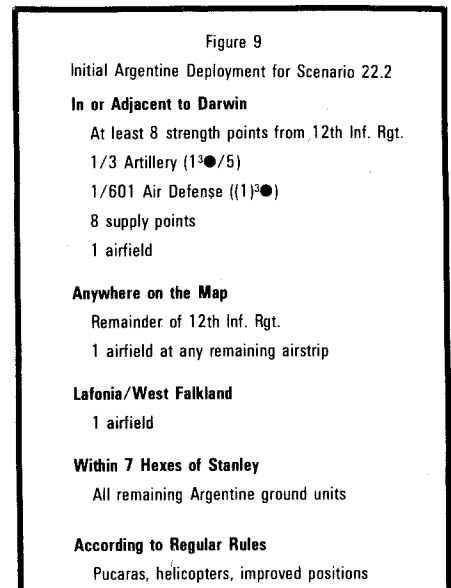 Figure 9
Initial Argentine Deployment for Scenario 22.2
In or Adjacent to Darwin
At least 8 strength points from 12th Inf. Rgt.
1/3 Artillery (1³●/5)
1/601 Air Defense ((1)³●)
8 supply points
1 airfield
Anywhere on the Map
Remainder of 12th Inf. Rgt.
1 airfield at any remaining airstrip
Lafonia/West Falkland
1 airfield
Within 7 Hexes of Stanley
All remaining Argentine ground units
According to Regular Rules
Pucaras, helicopters, improved positions